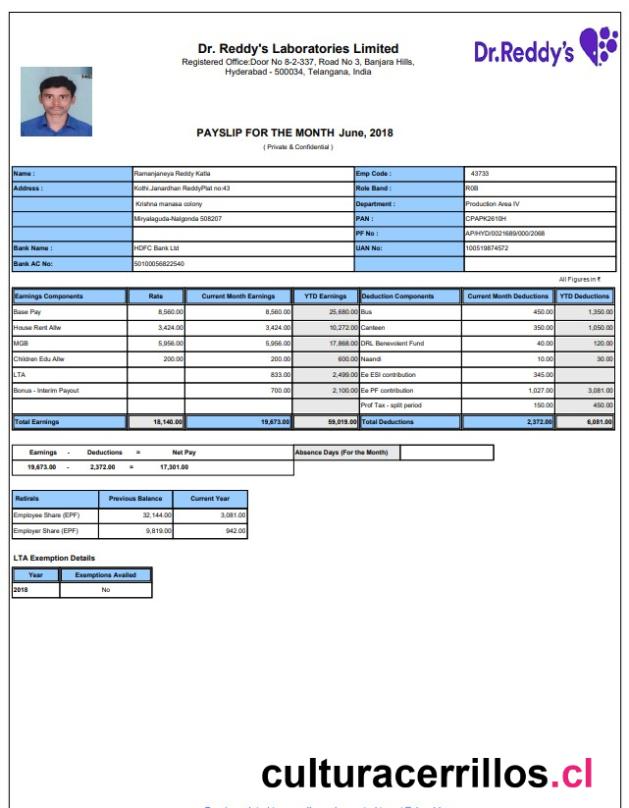 Dr. Reddy's Laboratories Limited
Registered Office:Door No 8-2-337, Road No 3, Banjara Hills,
Hyderabad - 500034, Telangana, India
Dr.Reddy's
PAYSLIP FOR THE MONTH June, 2018
( Private & Confidential )
Name : Ramanjaneya Reddy Katla Emp Code : 43733
Address : Kothi.Janardhan ReddyPlat no:43 Role Band : R0B
Krishna manasa colony Department : Production Area IV
Miryalaguda-Nalgonda 508207 PAN : CPAPK2610H
PF No : AP/HYD/0021689/000/2068
Bank Name : HDFC Bank Ltd UAN No: 100519874572
Bank AC No: 50100056822540
All Figures in ₹
Earnings Components Rate Current Month Earnings YTD Earnings Deduction Components Current Month Deductions YTD Deductions
Base Pay 8,560.00 8,560.00 25,680.00 Bus 450.00 1,350.00
House Rent Allw 3,424.00 3,424.00 10,272.00 Canteen 350.00 1,050.00
MGB 5,956.00 5,956.00 17,868.00 DRL Benevolent Fund 40.00 120.00
Children Edu Allw 200.00 200.00 600.00 Naandi 10.00 30.00
LTA 833.00 2,499.00 Ee ESI contribution 345.00
Bonus - Interim Payout 700.00 2,100.00 Ee PF contribution 1,027.00 3,081.00
Prof Tax - split period 150.00 450.00
Total Earnings 18,140.00 19,673.00 59,019.00 Total Deductions 2,372.00 6,081.00
Earnings - Deductions = Net Pay Absence Days (For the Month)
19,673.00 - 2,372.00 = 17,301.00
Retirals Previous Balance Current Year
Employee Share (EPF) 32,144.00 3,081.00
Employer Share (EPF) 9,819.00 942.00
LTA Exemption Details
Year Exemptions Availed
2018 No
culturacerrillos.cl